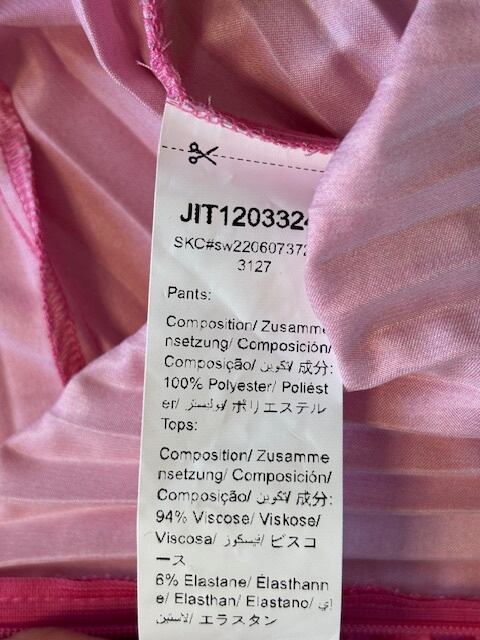 JIT120332
SKC#sw22060737
3127
Pants:
Composition/ Zusamme
nsetzung/ Composición/
Composição/ تكوين/ 成分:
100% Polyester/ Poliést
er/ بوليستر/ ポリエステル
Tops:
Composition/ Zusamme
nsetzung/ Composición/
Composição/ تكوين/ 成分:
94% Viscose/ Viskose/
Viscosa/ فيسكوز/ ビスコ
ース
6% Elastane/ Élasthann
e/ Elasthan/ Elastano/ إي
لاستين/ エラスタン